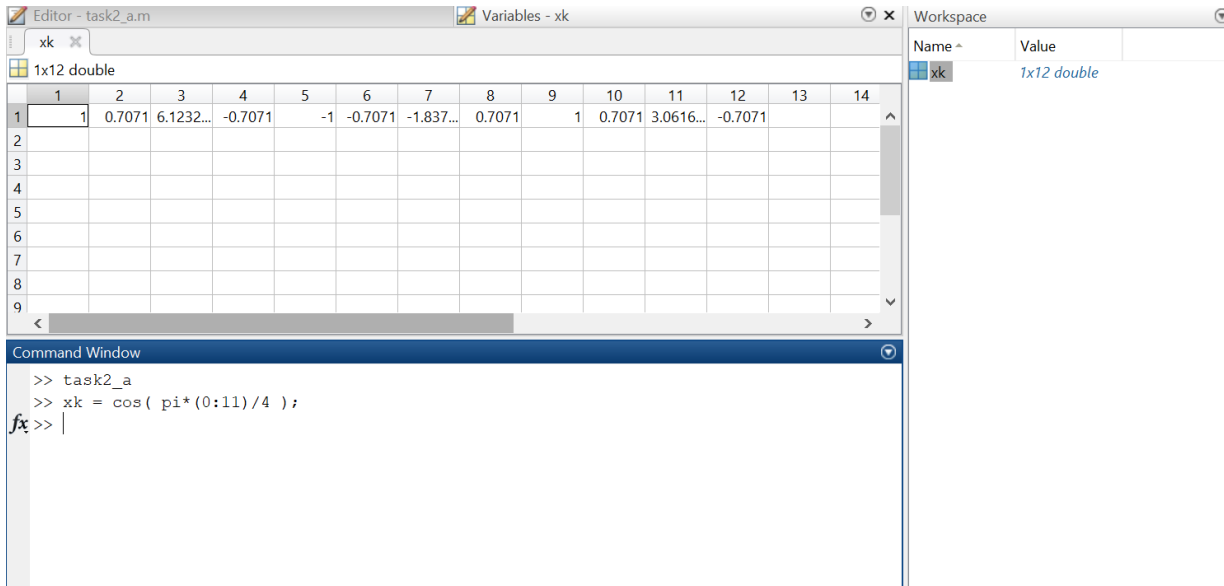 Editor - task2_a.m
Variables - xk
Workspace
xk
Name
Value
1x12 double
xk
1x12 double
1 2 3 4 5 6 7 8 9 10 11 12 13 14
1 1 0.7071 6.1232... -0.7071 -1 -0.7071 -1.837... 0.7071 1 0.7071 3.0616... -0.7071
2
3
4
5
6
7
8
9
Command Window
>> task2_a
>> xk = cos( pi*(0:11)/4 );
fx >>